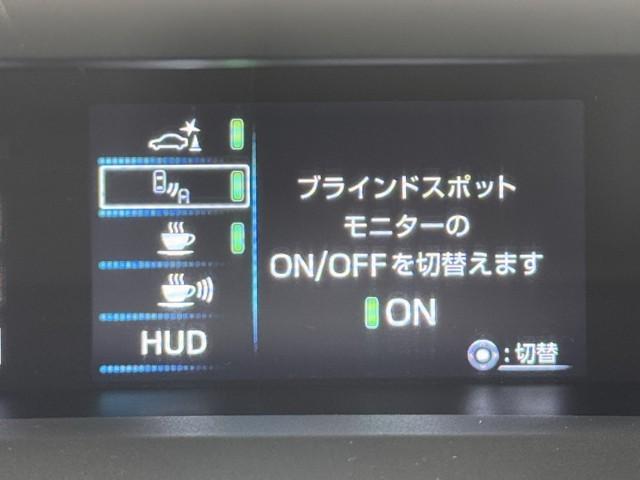 ブラインドスポット
モニターの
ON/OFFを切替えます
ON
HUD
:切替